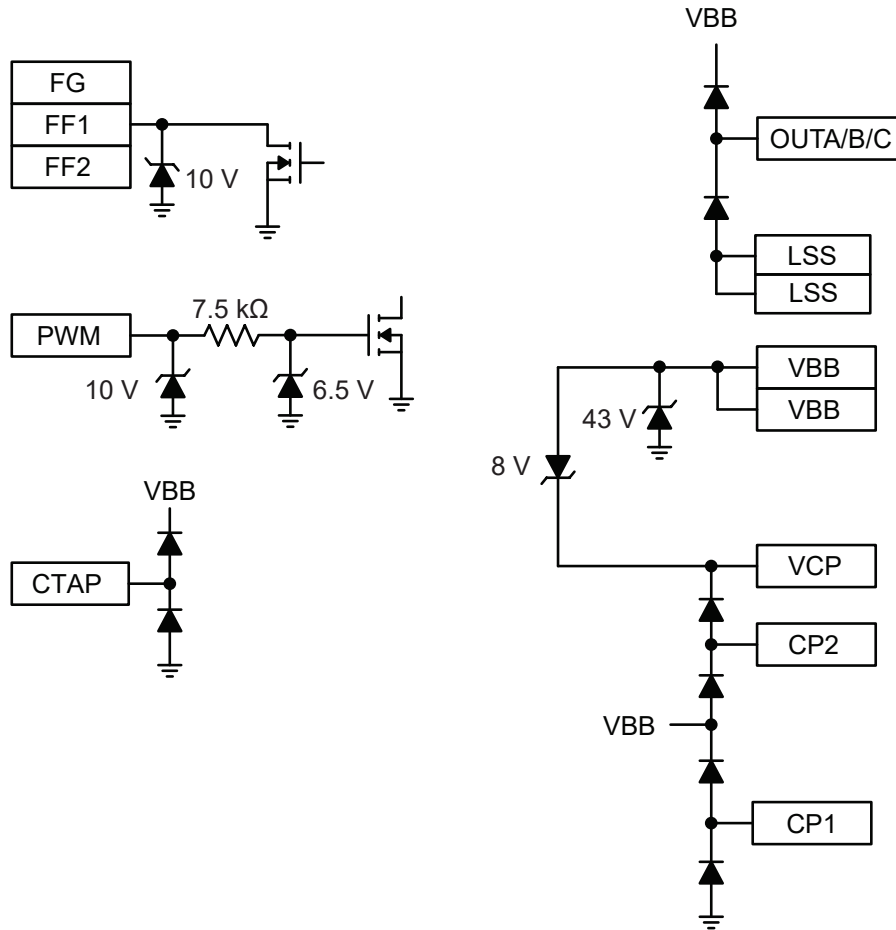 FG
FF1
FF2
10 V
7.5 kΩ
PWM
10 V
6.5 V
VBB
CTAP
VBB
OUTA/B/C
LSS
LSS
VBB
VBB
43 V
8 V
VCP
CP2
VBB
CP1